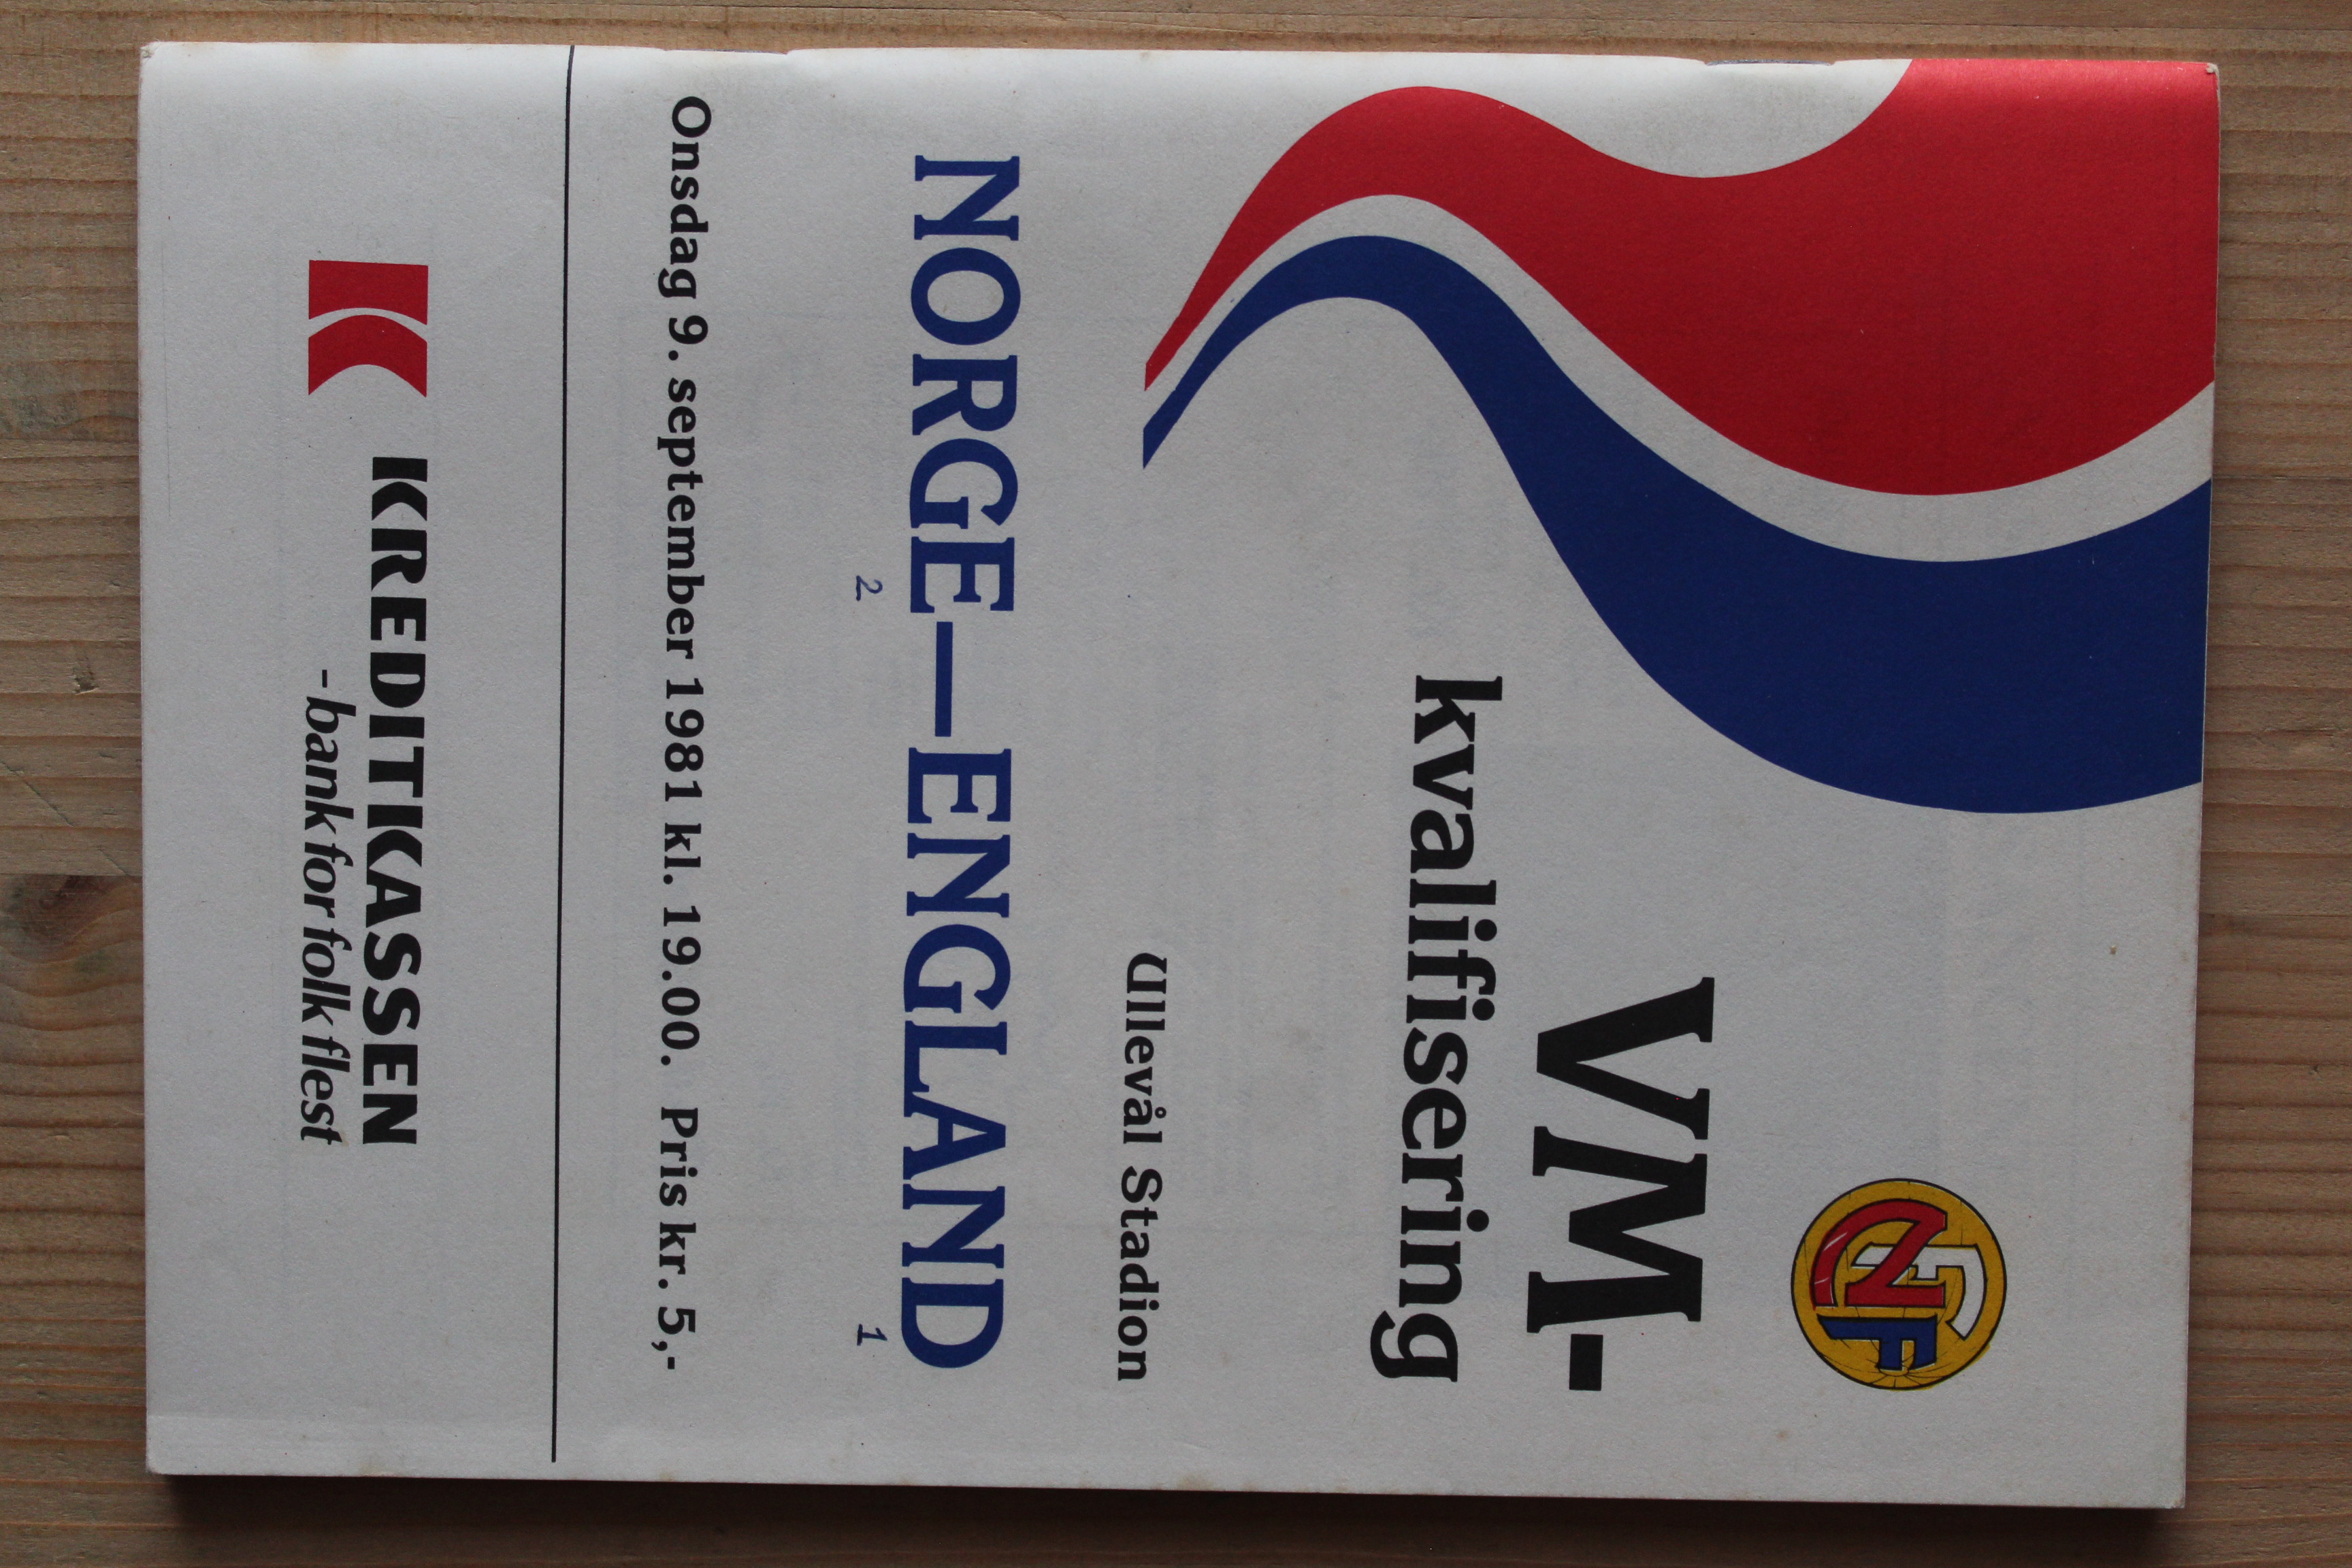 NFF
VM-
kvalifisering
Ullevål Stadion
NORGE—ENGLAND
2 1
Onsdag 9. september 1981 kl. 19.00. Pris kr. 5,-
KREDITKASSEN
- bank for folk flest